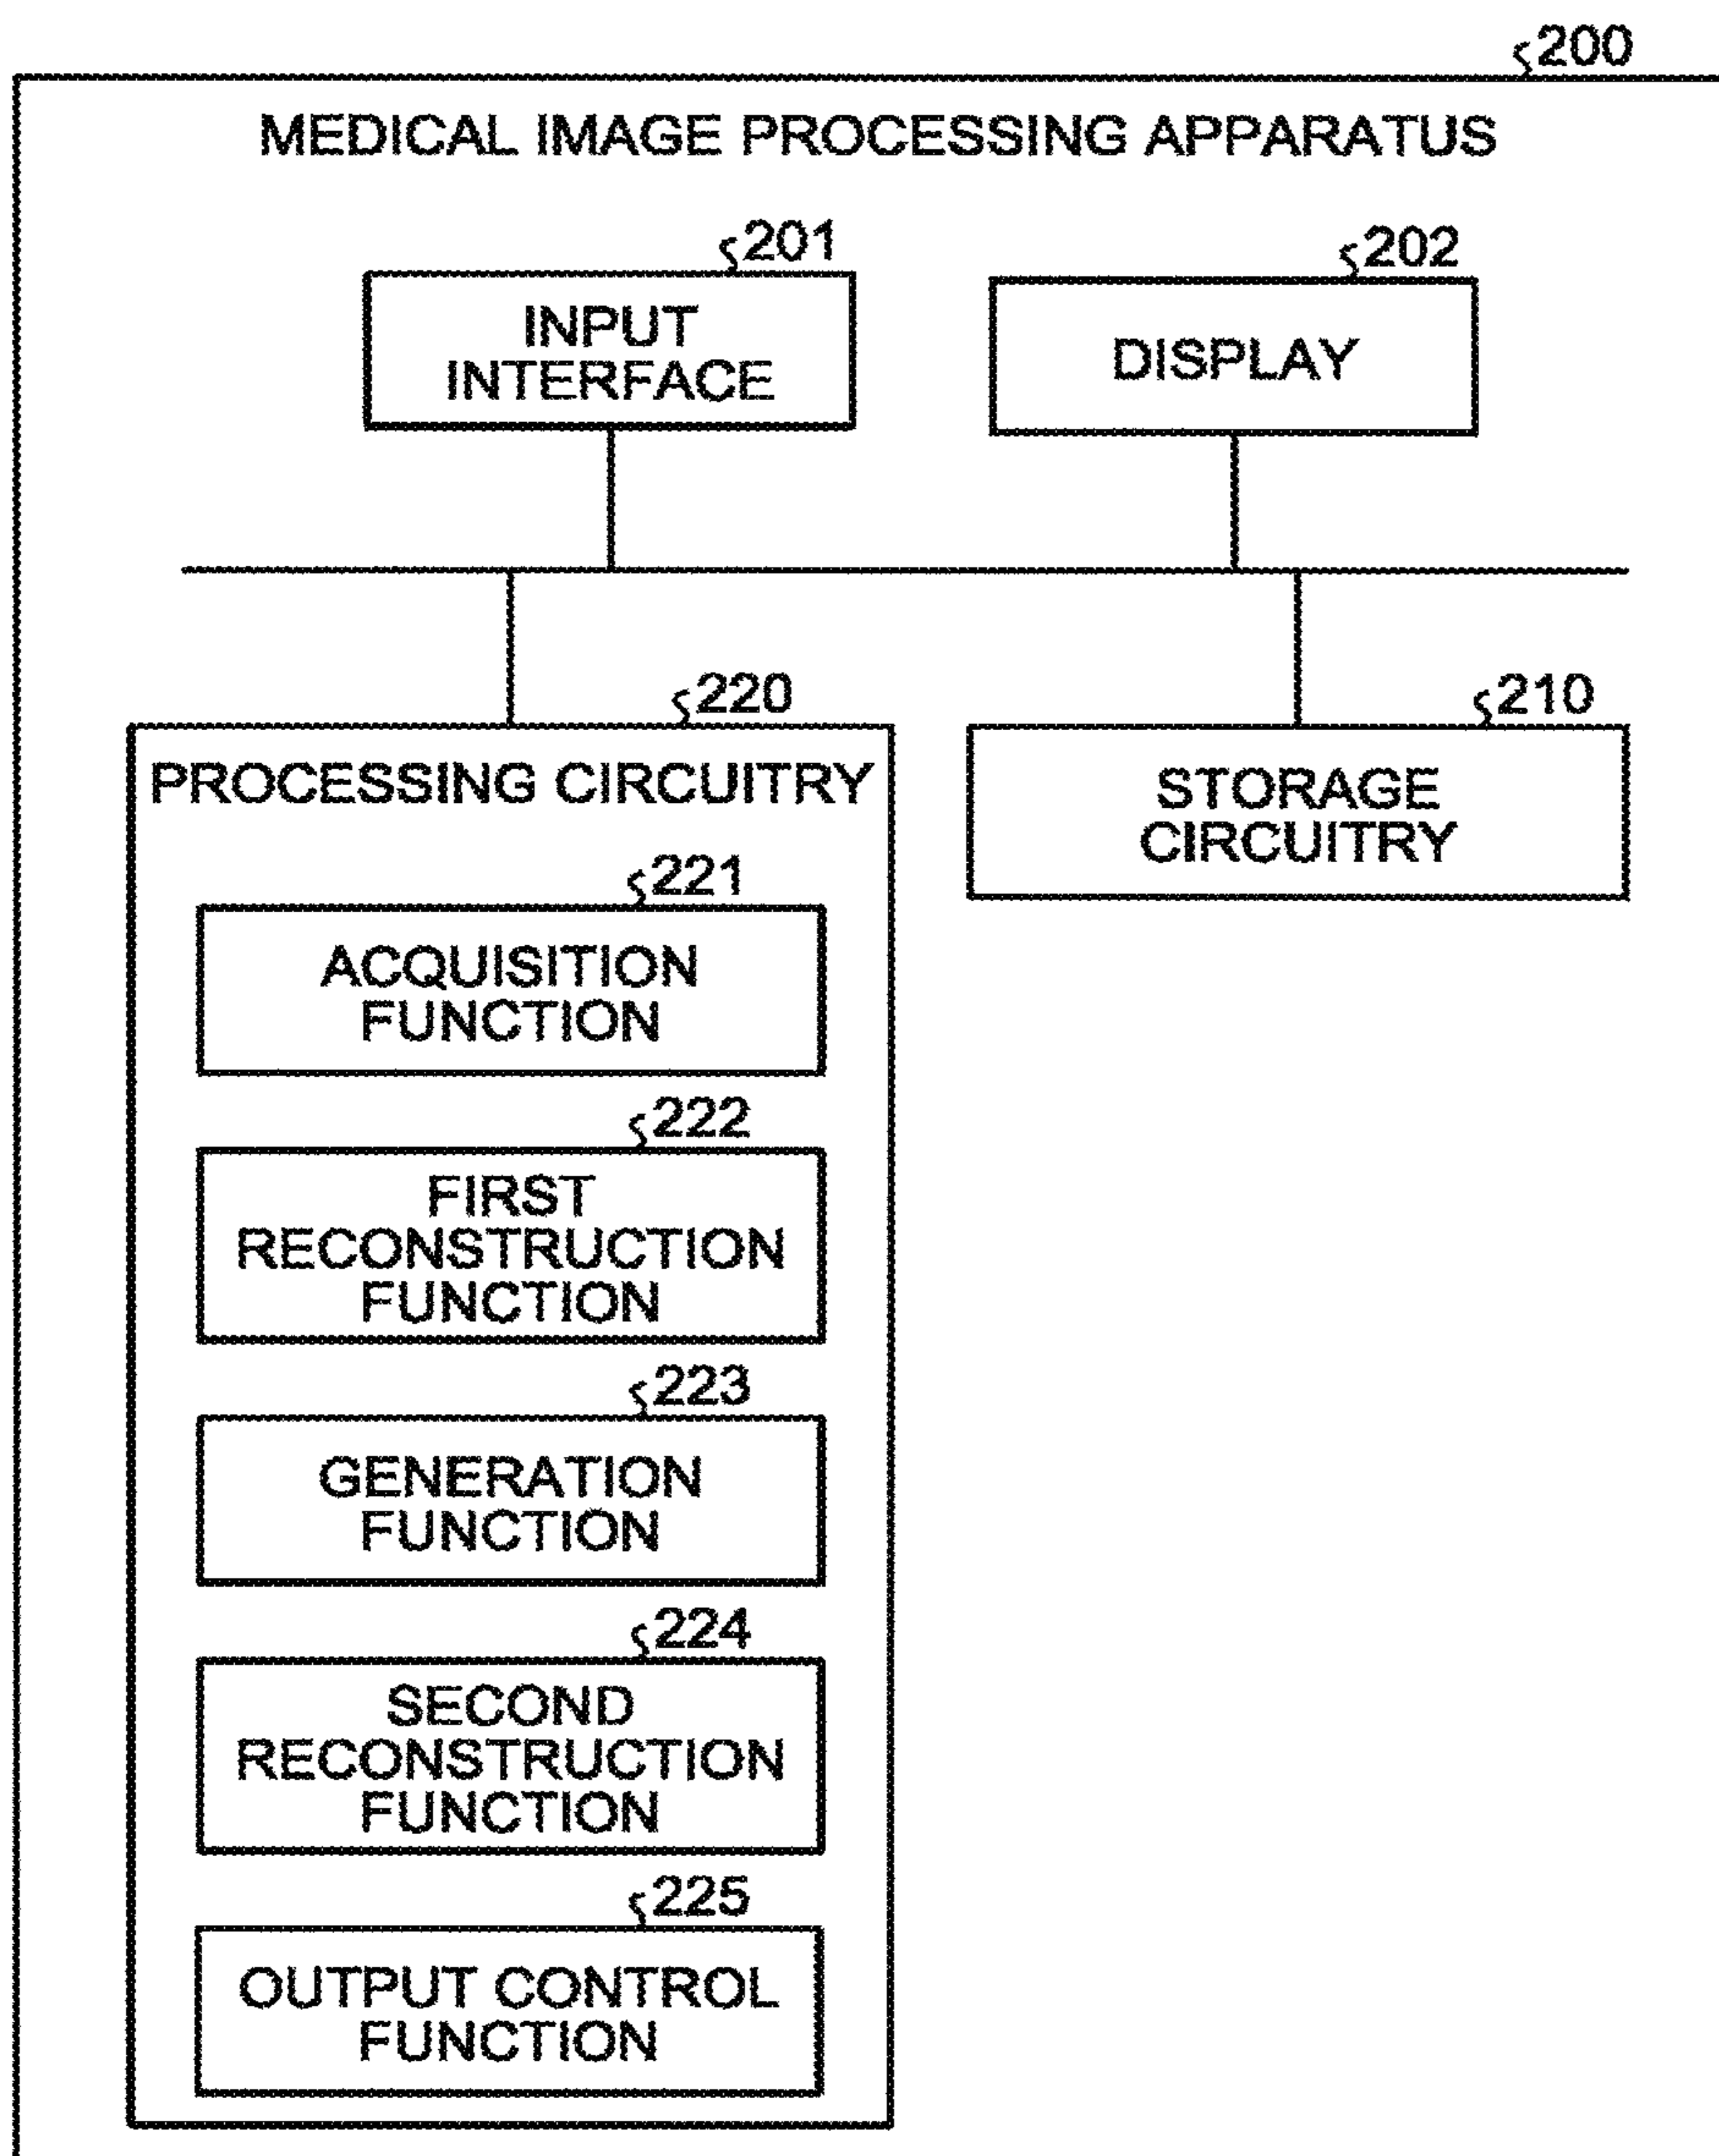 200
MEDICAL IMAGE PROCESSING APPARATUS
201
INPUT
INTERFACE
202
DISPLAY
220
PROCESSING CIRCUITRY
210
STORAGE
CIRCUITRY
221
ACQUISITION
FUNCTION
222
FIRST
RECONSTRUCTION
FUNCTION
223
GENERATION
FUNCTION
224
SECOND
RECONSTRUCTION
FUNCTION
225
OUTPUT CONTROL
FUNCTION